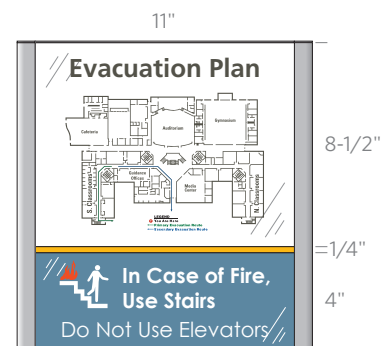 11"
Evacuation Plan
Cafeteria
Auditorium
Gymnasium
8-1/2"
Guidance
Offices
Media
Center
S. Classrooms
N. Classrooms
LEGEND
You Are Here
Primary Evacuation Route
Secondary Evacuation Route
1/4"
In Case of Fire,
Use Stairs
4"
Do Not Use Elevators